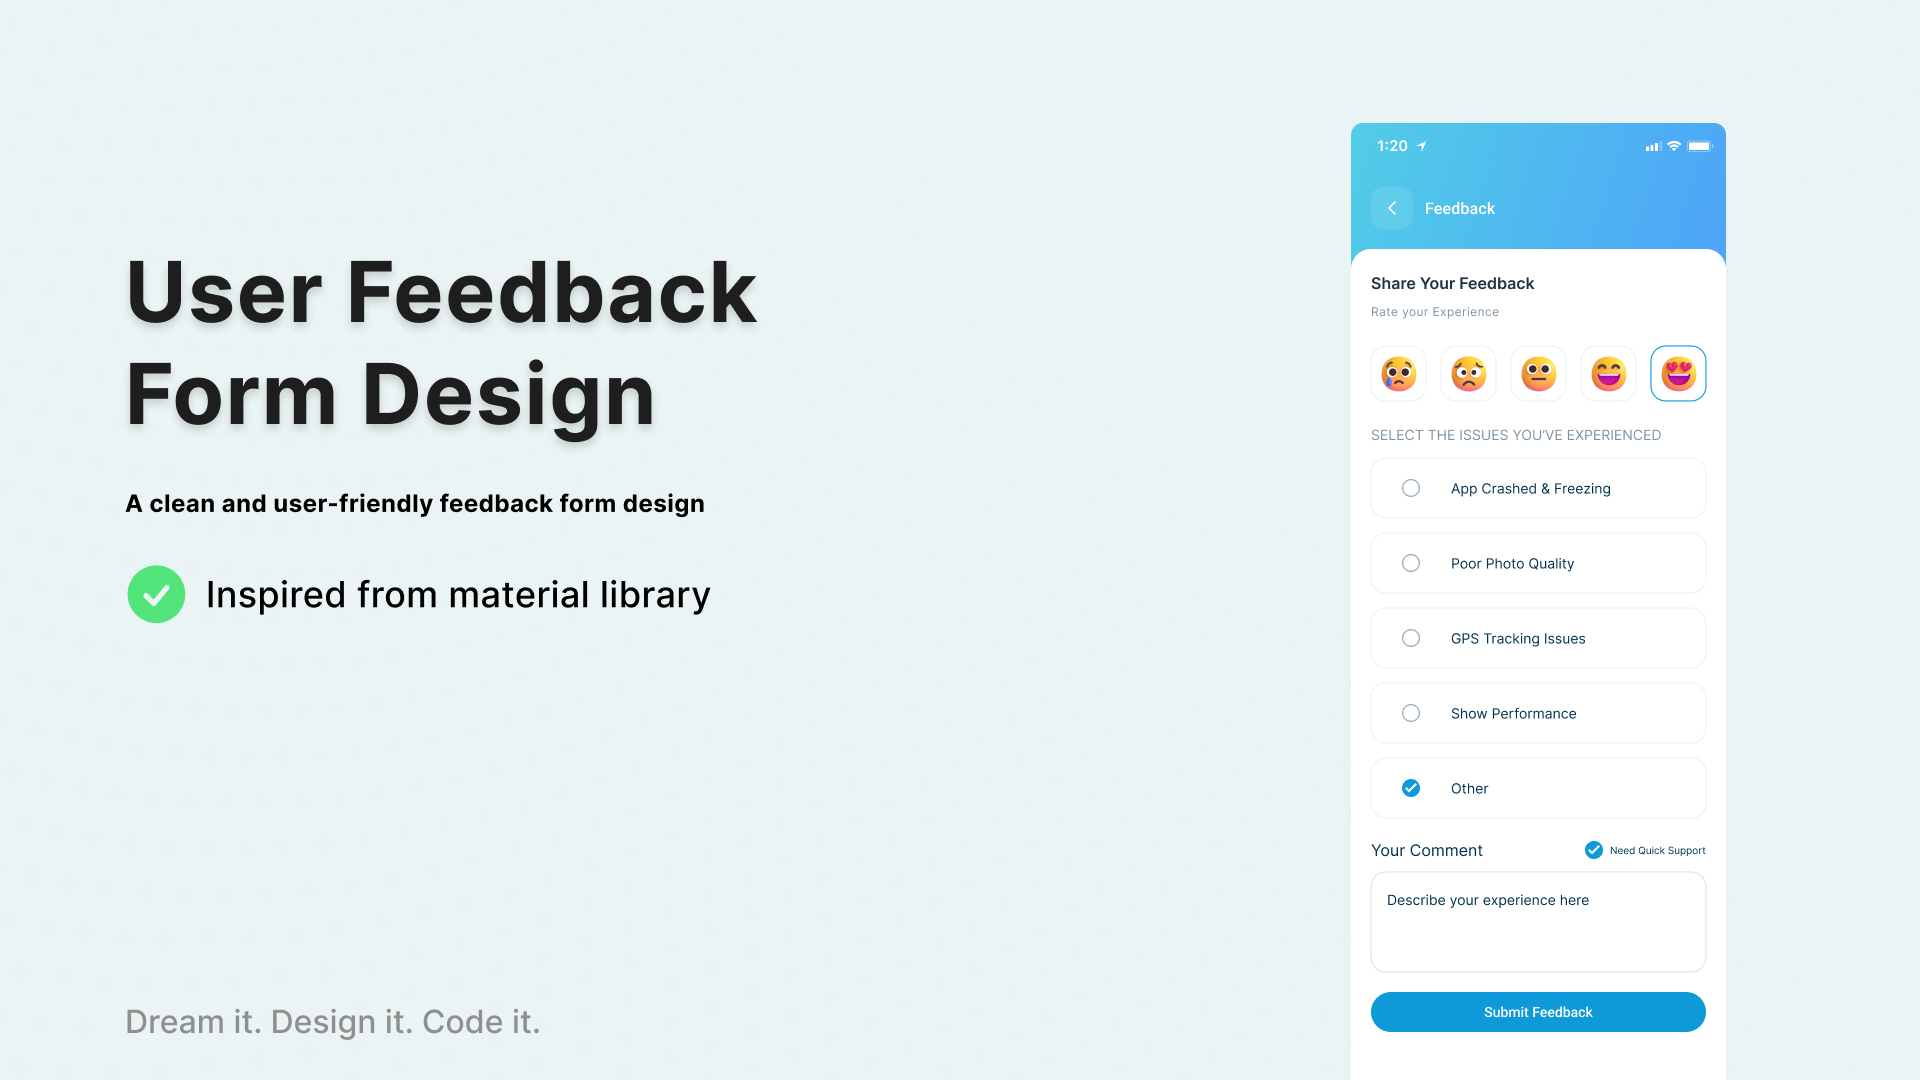 User Feedback
Form Design
A clean and user-friendly feedback form design
Inspired from material library
Dream it. Design it. Code it.
1:20
Feedback
Share Your Feedback
Rate your Experience
SELECT THE ISSUES YOU'VE EXPERIENCED
App Crashed & Freezing
Poor Photo Quality
GPS Tracking Issues
Show Performance
Other
Your Comment
Need Quick Support
Describe your experience here
Submit Feedback